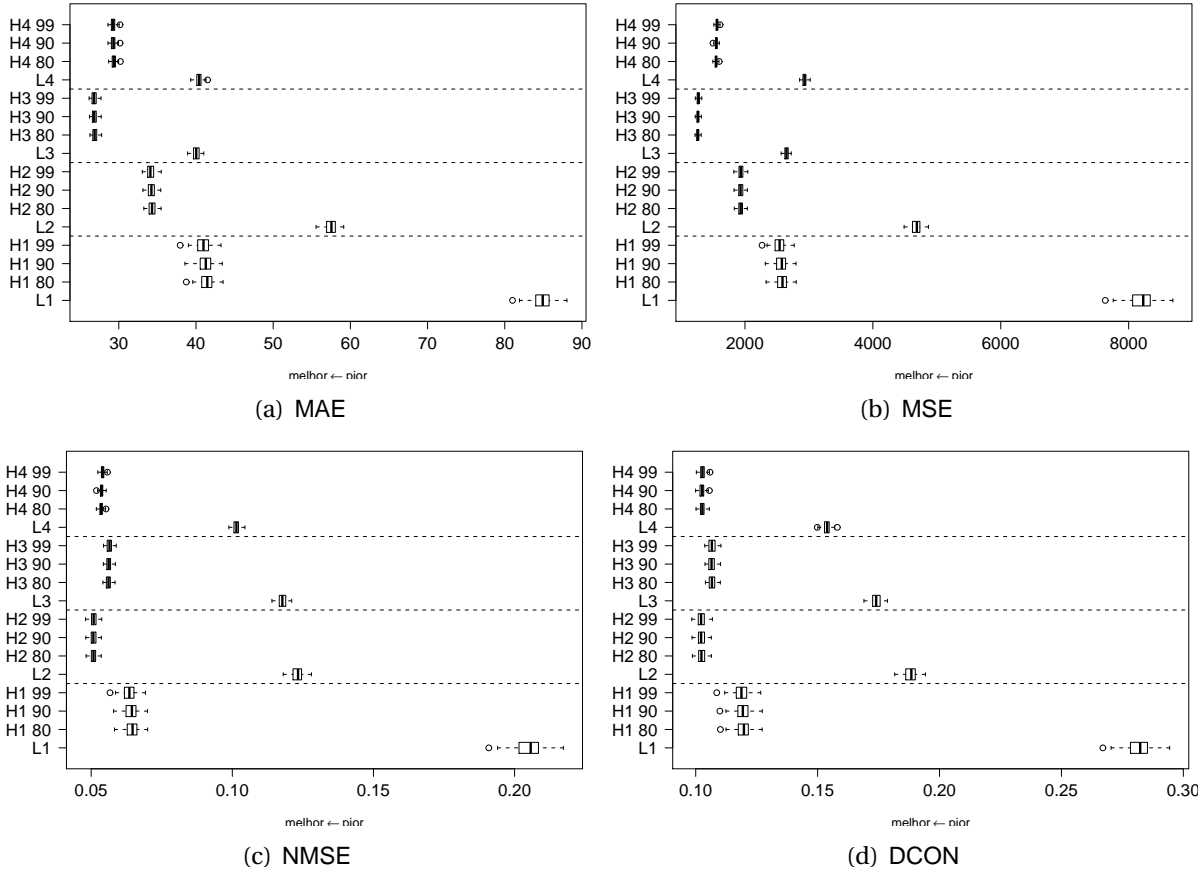 H4 99
H4 90
H4 80
L4
H3 99
H3 90
H3 80
L3
H2 99
H2 90
H2 80
L2
H1 99
H1 90
H1 80
L1
30 40 50 60 70 80 90
melhor ← pior
(a) MAE
H4 99
H4 90
H4 80
L4
H3 99
H3 90
H3 80
L3
H2 99
H2 90
H2 80
L2
H1 99
H1 90
H1 80
L1
2000 4000 6000 8000
melhor ← pior
(b) MSE
H4 99
H4 90
H4 80
L4
H3 99
H3 90
H3 80
L3
H2 99
H2 90
H2 80
L2
H1 99
H1 90
H1 80
L1
0.05 0.10 0.15 0.20
melhor ← pior
(c) NMSE
H4 99
H4 90
H4 80
L4
H3 99
H3 90
H3 80
L3
H2 99
H2 90
H2 80
L2
H1 99
H1 90
H1 80
L1
0.10 0.15 0.20 0.25 0.30
melhor ← pior
(d) DCON